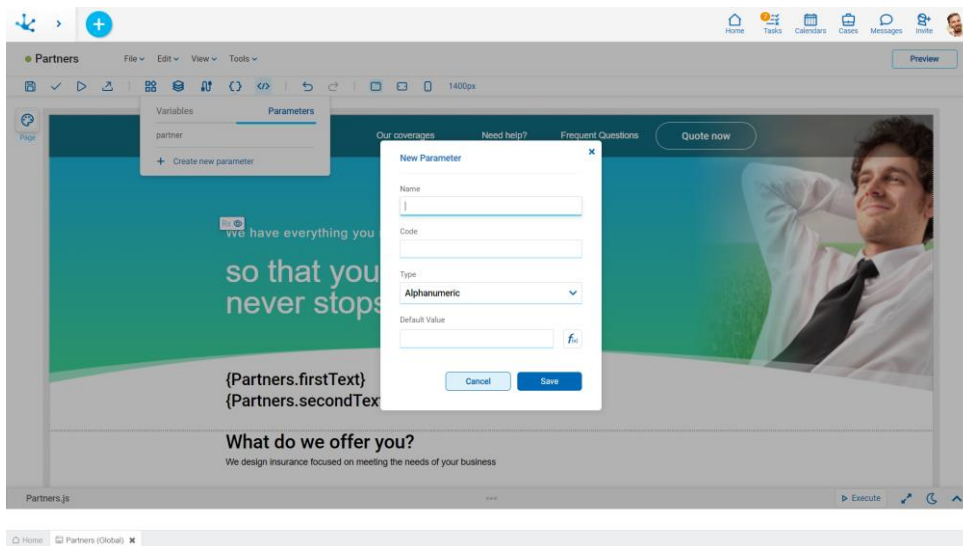 7
Home Tasks Calendars Cases Messages Invite
Partners File Edit View Tools Preview
1400px
Page
Variables Parameters
partner
+ Create new parameter
Our coverages Need help? Frequent Questions Quote now
New Parameter
Name
Code
Type
Alphanumeric
Default Value
Cancel Save
We have everything you
so that you
never stops
{Partners.firstText}
{Partners.secondTex
What do we offer you?
We design insurance focused on meeting the needs of your business
Partners.js Execute
Home Partners (Global)